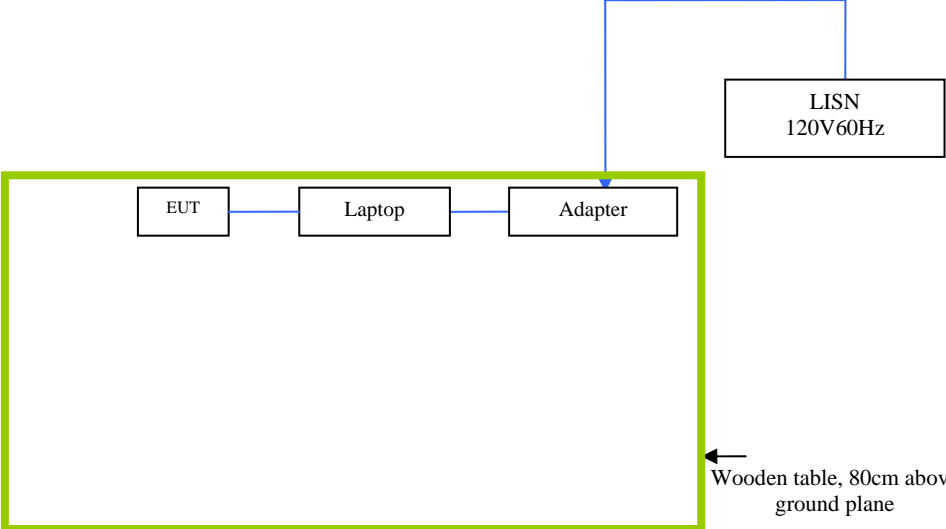 LISN
120V60Hz
EUT
Laptop
Adapter
Wooden table, 80cm abov
ground plane